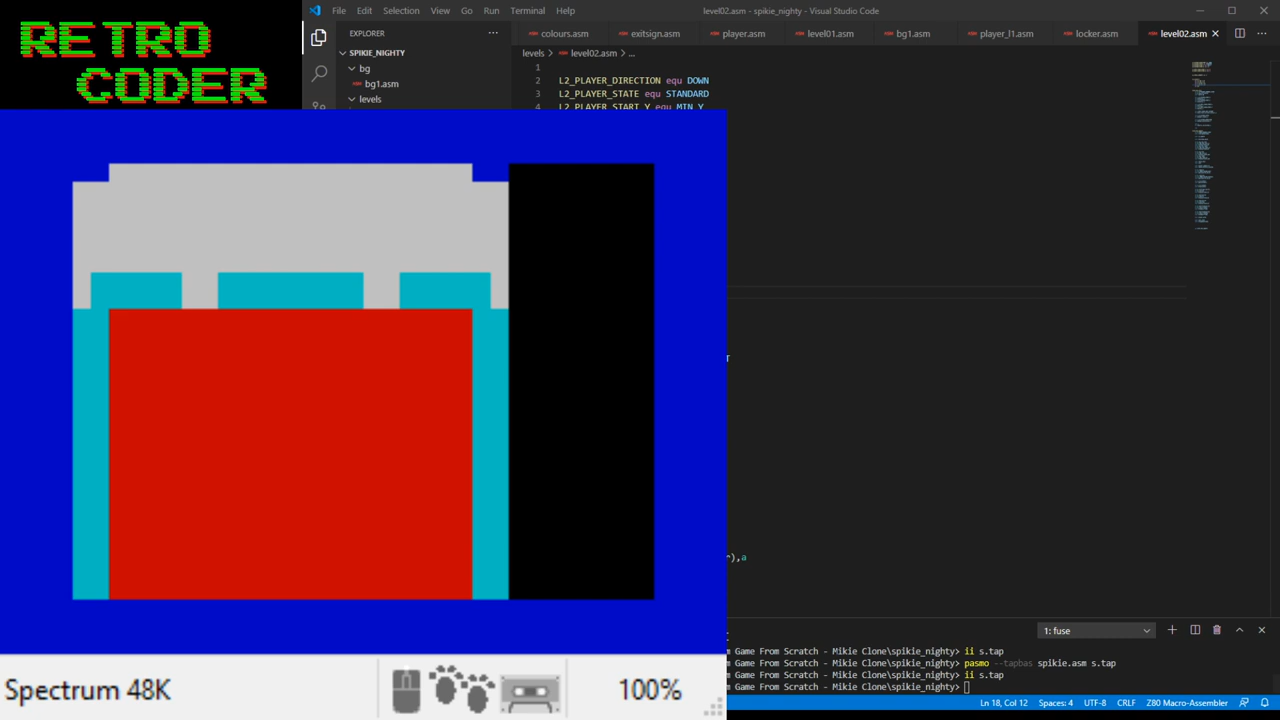 RETRO
CODER
File Edit Selection View Go Run Terminal Help
level02.asm - spikie_nighty - Visual Studio Code
EXPLORER
SPIKIE_NIGHTY
bg
bg1.asm
levels
colours.asm exitsign.asm player.asm level01.asm bg1.asm player_l1.asm locker.asm level02.asm
levels > level02.asm > ...
1
2 L2_PLAYER_DIRECTION equ DOWN
3 L2_PLAYER_STATE equ STANDARD
4 L2_PLAYER_START_Y equ MIN_Y
T
),a
1: fuse
m Game From Scratch - Mikie Clone\spikie_nighty> ii s.tap
m Game From Scratch - Mikie Clone\spikie_nighty> pasmo --tapbas spikie.asm s.tap
m Game From Scratch - Mikie Clone\spikie_nighty> ii s.tap
m Game From Scratch - Mikie Clone\spikie_nighty>
Spectrum 48K
100%
Ln 18, Col 12 Spaces: 4 UTF-8 CRLF Z80 Macro-Assembler